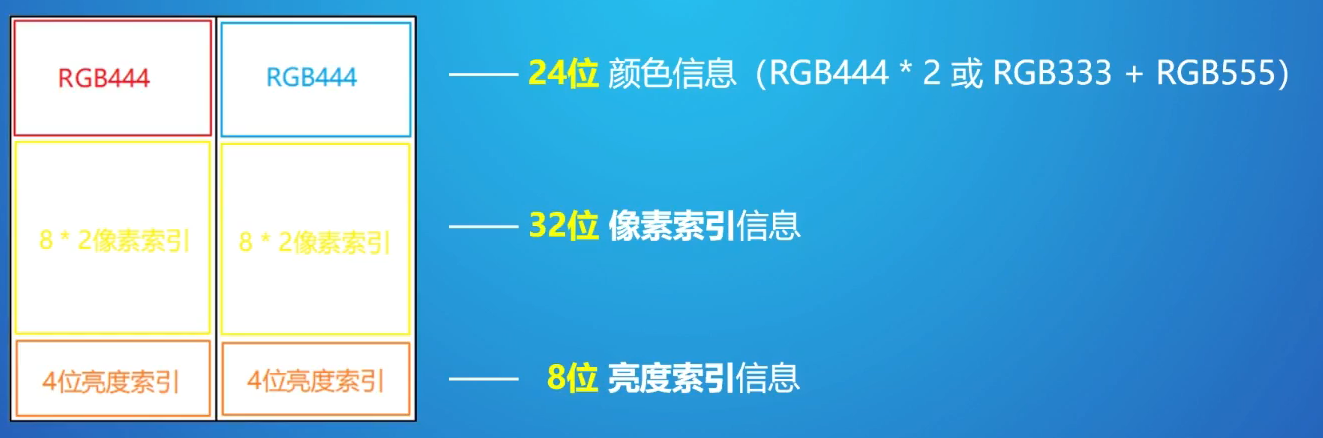 RGB444 RGB444
24位 颜色信息（RGB444 * 2 或 RGB333 + RGB555）
8 * 2像素索引 8 * 2像素索引
32位 像素索引信息
4位亮度索引 4位亮度索引
8位 亮度索引信息